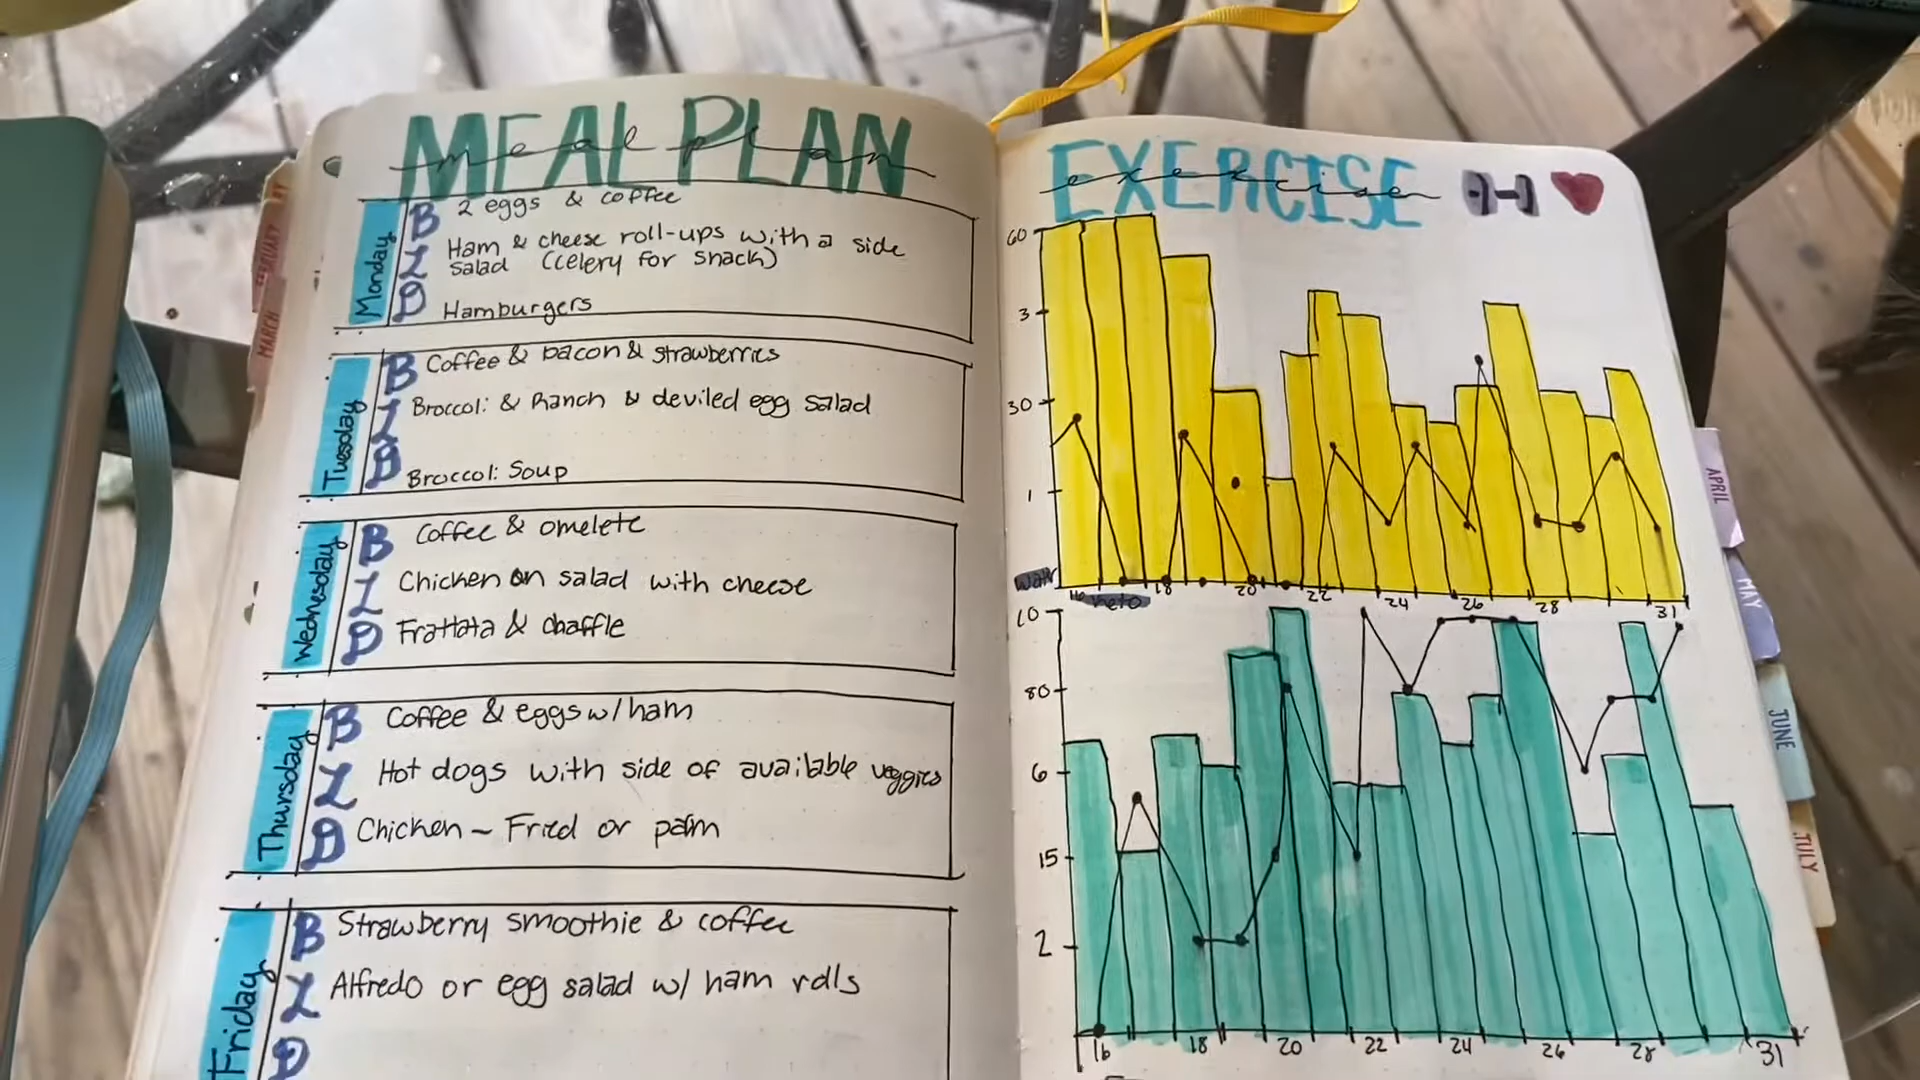 MEAL PLAN
meal plan
Monday
B 2 eggs & coffee
L Ham & cheese roll-ups with a side
salad (celery for snack)
D Hamburgers
Tuesday
B Coffee & bacon & strawberries
L Broccoli & Ranch & deviled egg salad
D Broccoli Soup
Wednesday
B Coffee & omelete
L Chicken on salad with cheese
D Frattata & chaffle
Thursday
B Coffee & eggs w/ ham
L Hot dogs with side of available veggies
D Chicken ~ Fried or parm
Friday
B Strawberry smoothie & coffee
L Alfredo or egg salad w/ ham rolls
D
EXERCISE
exercise
60
3
30
1
16 18 20 22 24 26 28 31
keto
80
6
15
2
16 18 20 22 24 26 28 31
FEBRUARY
MARCH
APRIL
MAY
JUNE
JULY